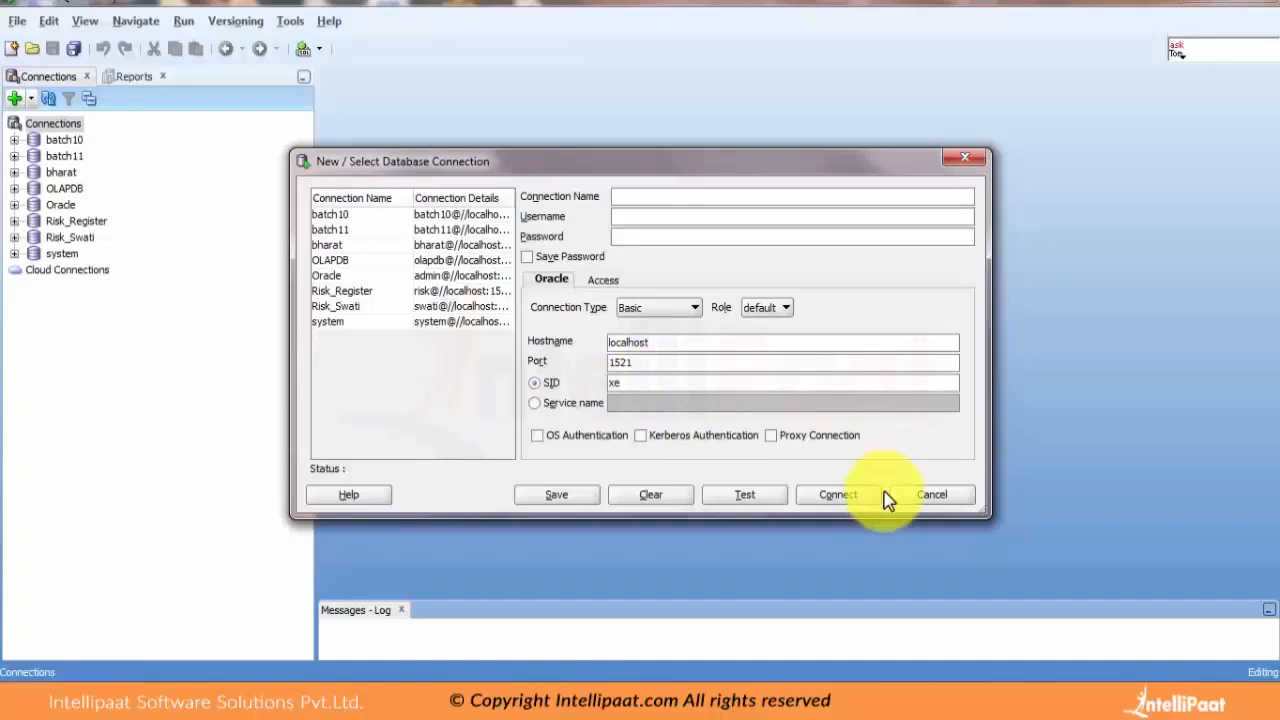 File Edit View Navigate Run Versioning Tools Help
ask
Tom
Connections x Reports x
Connections
batch10
batch11
bharat
OLAPDB
Oracle
Risk_Register
Risk_Swati
system
Cloud Connections
New / Select Database Connection
Connection Name Connection Details
batch10 batch10@//localho...
batch11 batch11@//localho...
bharat bharat@//localhost...
OLAPDB olapdb@//localhos...
Oracle admin@//localhost:...
Risk_Register risk@//localhost:15...
Risk_Swati swati@//localhost:...
system system@//localhos...
Connection Name
Username
Password
Save Password
Oracle Access
Connection Type Basic Role default
Hostname localhost
Port 1521
SID xe
Service name
OS Authentication Kerberos Authentication Proxy Connection
Status :
Help Save Clear Test Connect Cancel
Messages - Log x
Connections Editing
Intellipaat Software Solutions Pvt.Ltd. © Copyright Intellipaat.com All rights reserved IntelliPaat